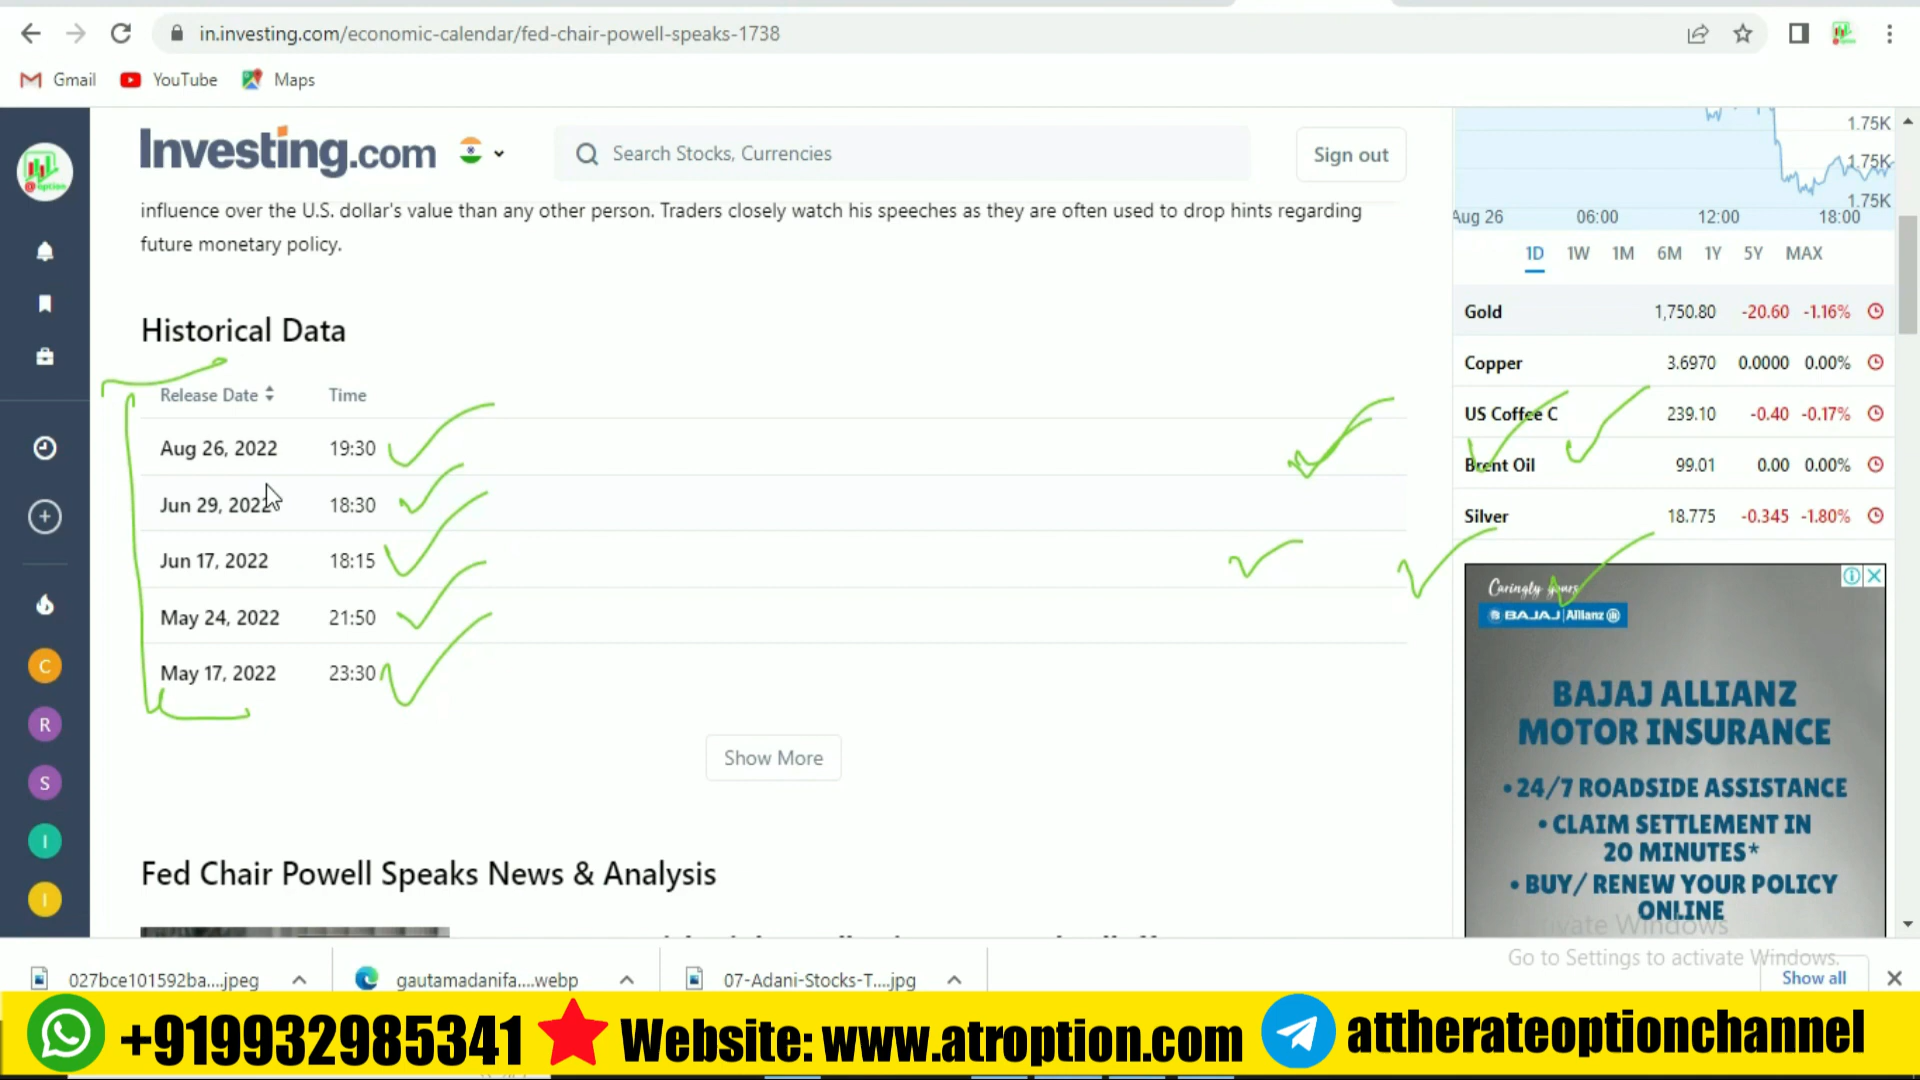 in.investing.com/economic-calendar/fed-chair-powell-speaks-1738
Gmail
YouTube
Maps
Investing.com
Search Stocks, Currencies
Sign out
influence over the U.S. dollar's value than any other person. Traders closely watch his speeches as they are often used to drop hints regarding
future monetary policy.
Historical Data
Release Date
Time
Aug 26, 2022 19:30
Jun 29, 2022 18:30
Jun 17, 2022 18:15
May 24, 2022 21:50
May 17, 2022 23:30
Show More
Fed Chair Powell Speaks News & Analysis
@option
C
R
S
I
I
1.75K
1.75K
1.75K
Aug 26 06:00 12:00 18:00
1D 1W 1M 6M 1Y 5Y MAX
Gold 1,750.80 -20.60 -1.16%
Copper 3.6970 0.0000 0.00%
US Coffee C 239.10 -0.40 -0.17%
Brent Oil 99.01 0.00 0.00%
Silver 18.775 -0.345 -1.80%
Caringly yours
BAJAJ Allianz
BAJAJ ALLIANZ
MOTOR INSURANCE
• 24/7 ROADSIDE ASSISTANCE
• CLAIM SETTLEMENT IN
20 MINUTES*
• BUY/ RENEW YOUR POLICY
ONLINE
Windows
Go to Settings to activate Windows.
027bce101592ba....jpeg
gautamadanifa....webp
07-Adani-Stocks-T....jpg
Show all
+919932985341
Website: www.atroption.com
attherateoptionchannel